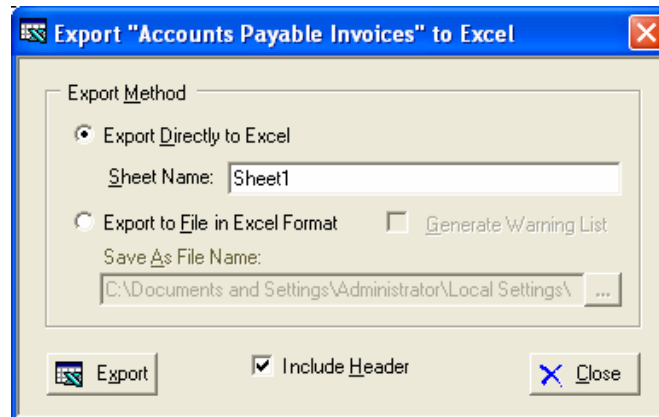 Export "Accounts Payable Invoices" to Excel
Export Method
Export Directly to Excel
Sheet Name: Sheet1
Export to File in Excel Format Generate Warning List
Save As File Name:
C:\Documents and Settings\Administrator\Local Settings\ ...
Export Include Header Close